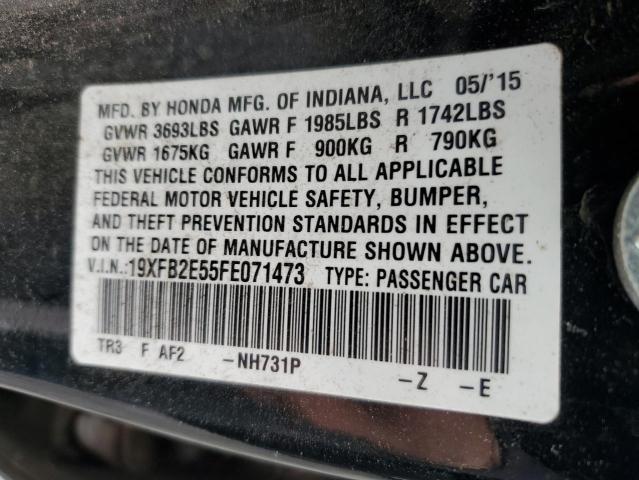 MFD. BY HONDA MFG. OF INDIANA, LLC 05/'15
GVWR 3693LBS GAWR F 1985LBS R 1742LBS
GVWR 1675KG GAWR F 900KG R 790KG
THIS VEHICLE CONFORMS TO ALL APPLICABLE
FEDERAL MOTOR VEHICLE SAFETY, BUMPER,
AND THEFT PREVENTION STANDARDS IN EFFECT
ON THE DATE OF MANUFACTURE SHOWN ABOVE.
V.I.N.:19XFB2E55FE071473 TYPE: PASSENGER CAR
TR3 F AF2 -NH731P -Z -E